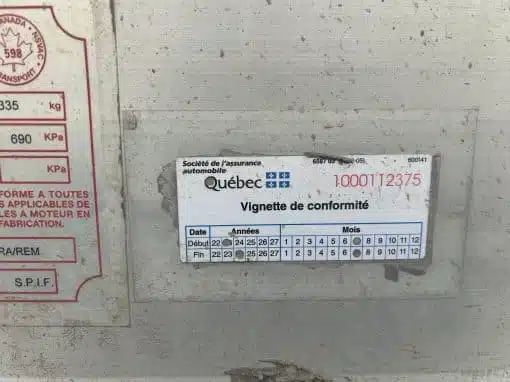 CANADA
NSVAC
598
TRANSPORT
335 kg
690 KPa
KPa
FORME A TOUTES
S APPLICABLES DE
LES A MOTEUR EN
FABRICATION.
RA/REM
S.P.I.F.
Société de l'assurance
automobile
600141
Québec
1000112375
Vignette de conformité
Date Années Mois
Début 22 24 25 26 27 1 2 3 4 5 6 8 9 10 11 12
Fin 22 23 25 26 27 1 2 3 4 5 6 8 9 10 11 12